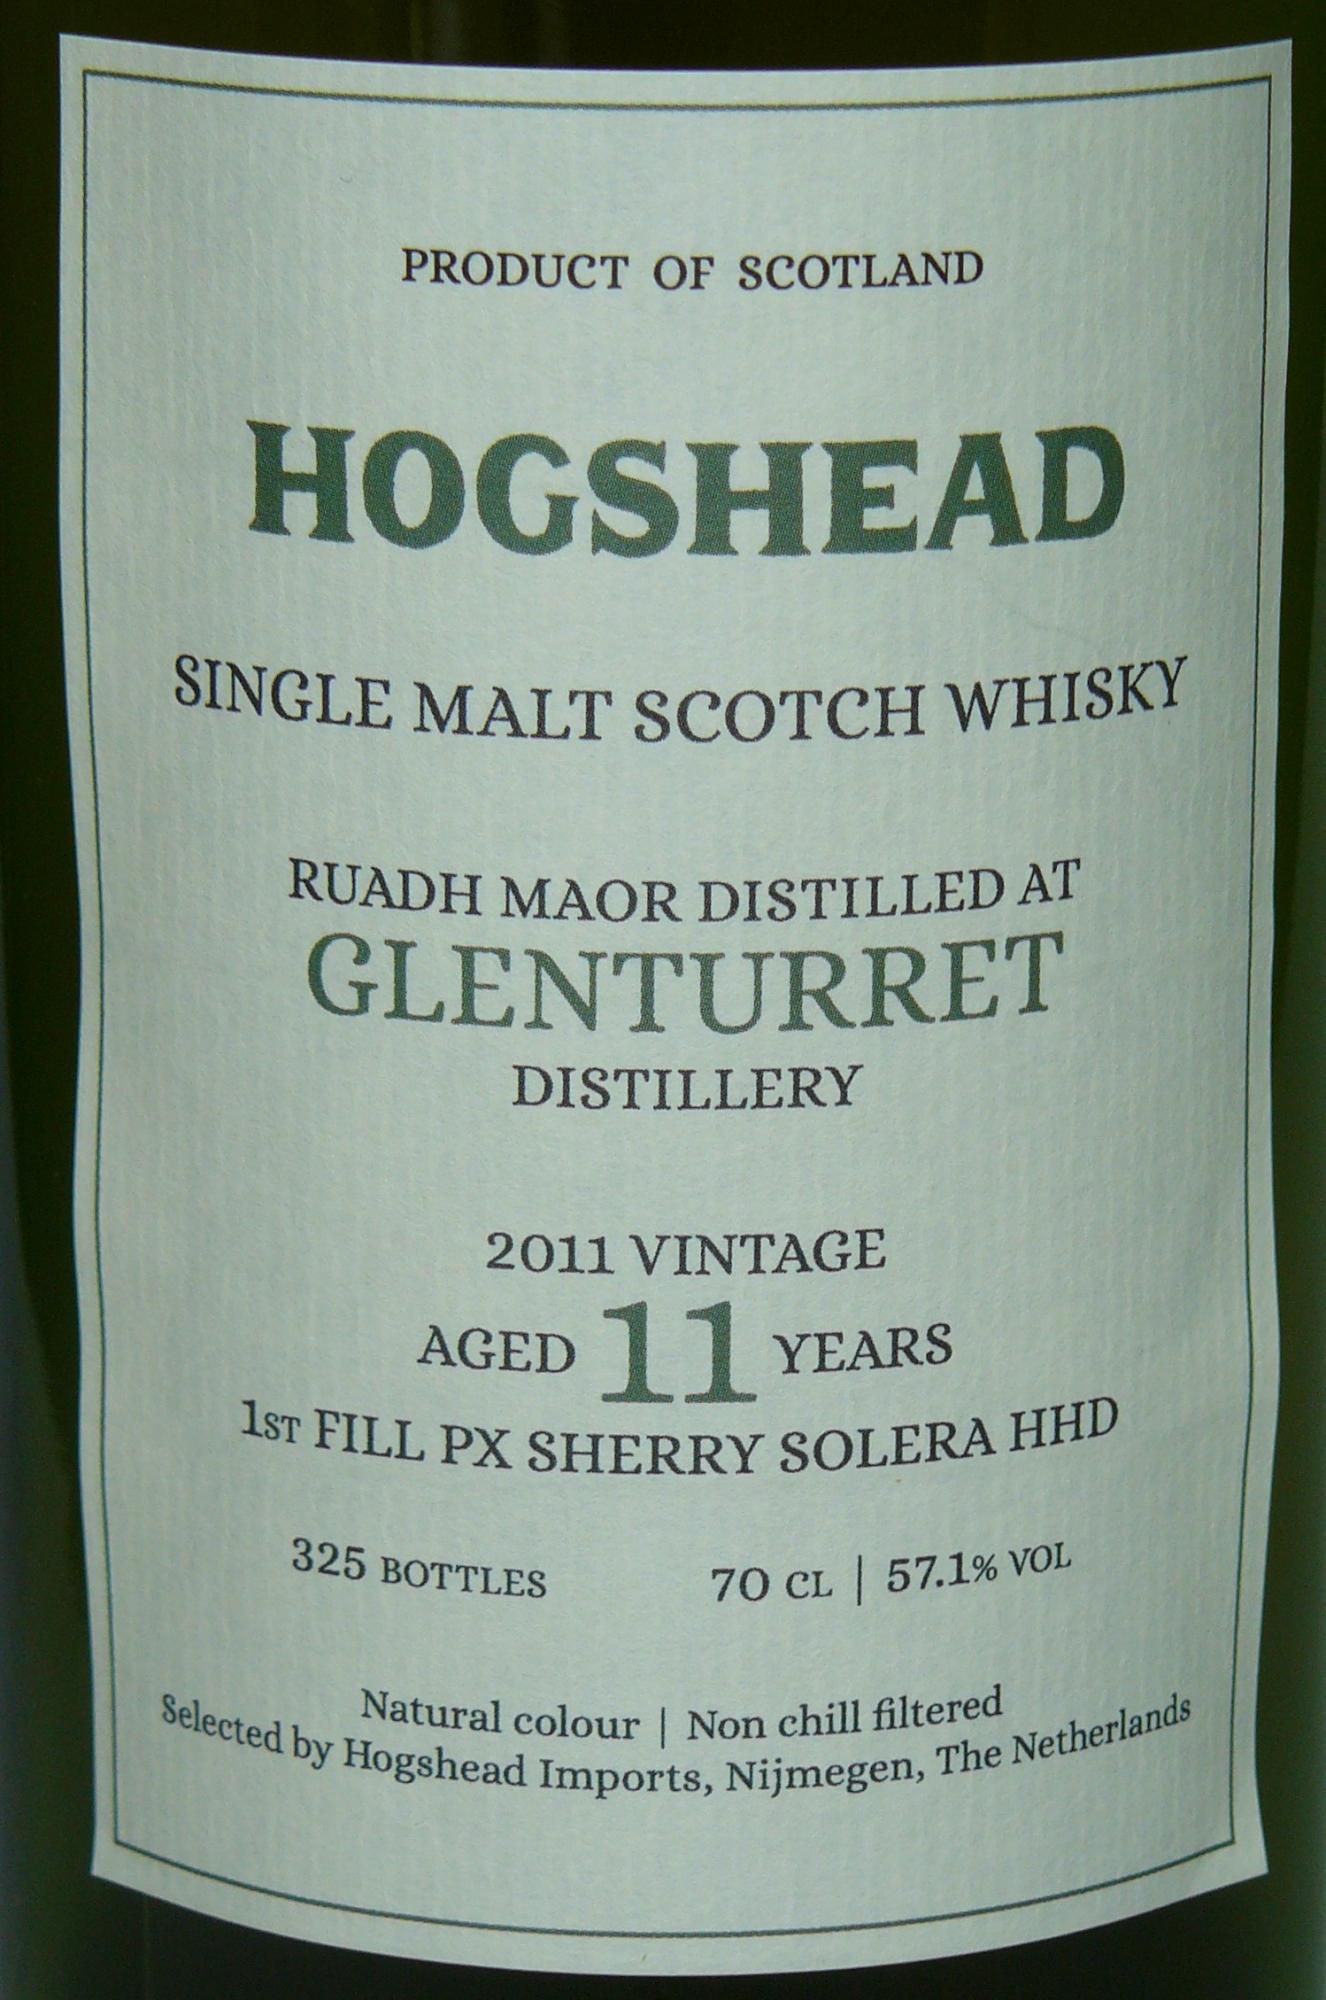 PRODUCT OF SCOTLAND
HOGSHEAD
SINGLE MALT SCOTCH WHISKY
RUADH MAOR DISTILLED AT
GLENTURRET
DISTILLERY
2011 VINTAGE
AGED 11 YEARS
1ST FILL PX SHERRY SOLERA HHD
325 BOTTLES 70 CL | 57.1% VOL
Natural colour | Non chill filtered
Selected by Hogshead Imports, Nijmegen, The Netherlands